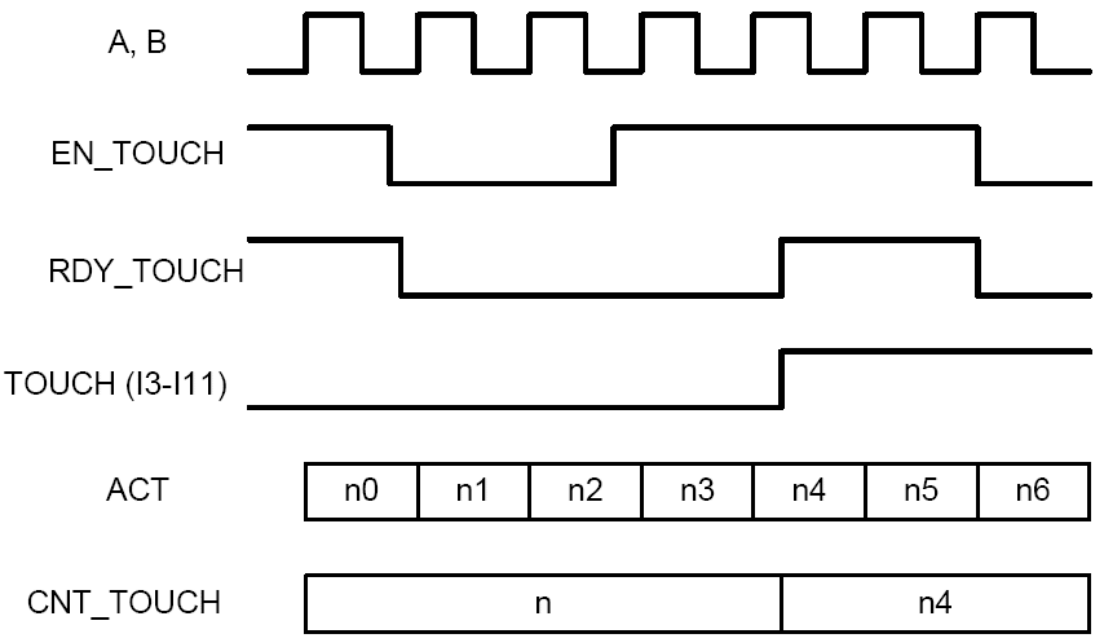 A, B
EN_TOUCH
RDY_TOUCH
TOUCH (I3-I11)
ACT n0 n1 n2 n3 n4 n5 n6
CNT_TOUCH n n4